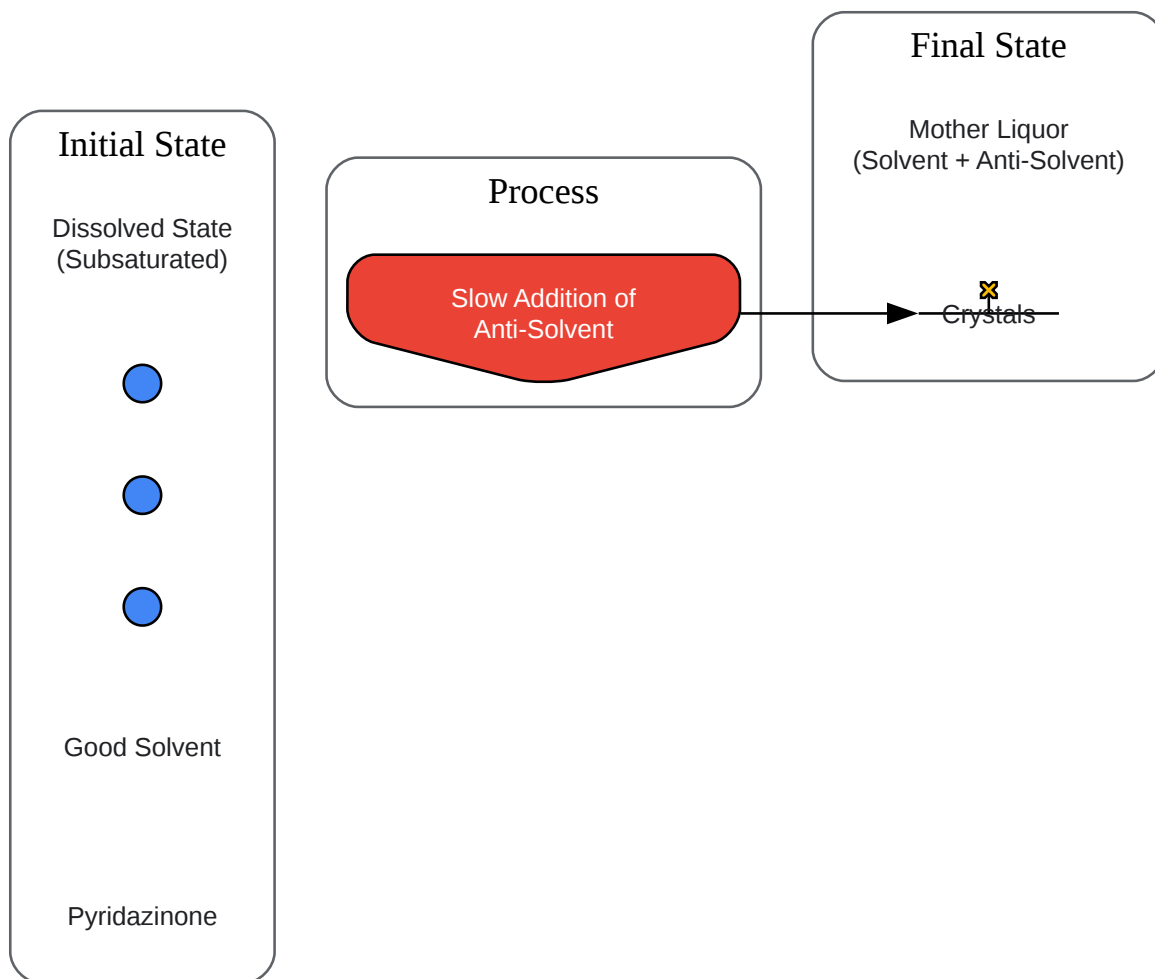 Initial State
Dissolved State
(Subsaturated)
Good Solvent
Pyridazinone
Process
Slow Addition of
Anti-Solvent
Final State
Mother Liquor
(Solvent + Anti-Solvent)
Crystals